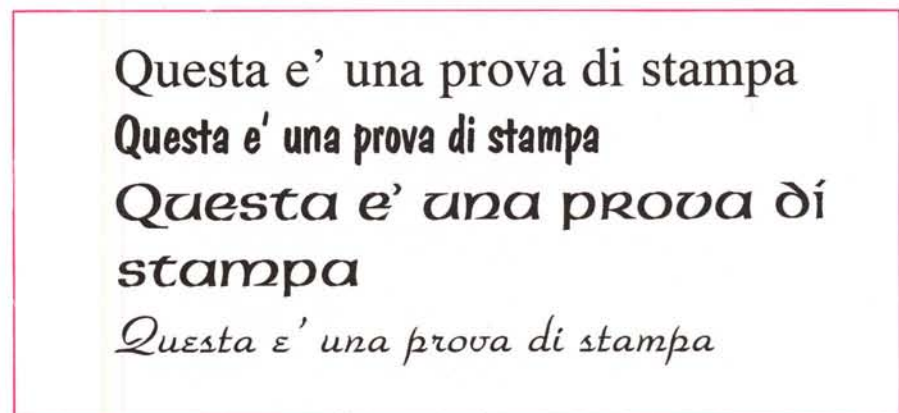 Questa e' una prova di stampa
Questa e' una prova di stampa
Questa e' una prova di
stampa
Questa e' una prova di stampa